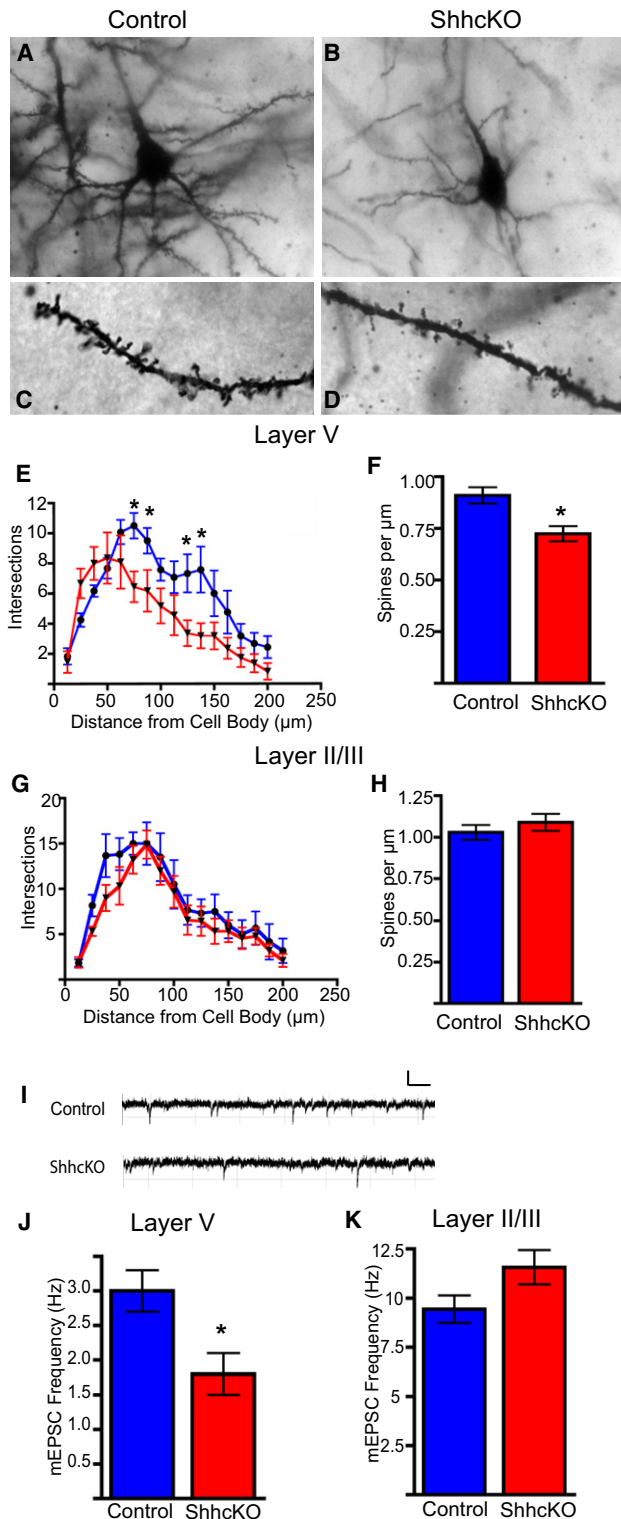 Control ShhcKO
A B
C D
Layer V
E
12
10
8
6
4
2
Intersections
* * * *
0 50 100 150 200 250
Distance from Cell Body (µm)
F
1.00
0.75
0.50
0.25
Spines per µm
*
Control ShhcKO
Layer II/III
G
20
15
10
5
Intersections
0 50 100 150 200 250
Distance from Cell Body (µm)
H
1.25
1.00
0.75
0.50
0.25
Spines per µm
Control ShhcKO
I
Control
ShhcKO
J
Layer V
3.0
2.5
2.0
1.5
1.0
0.5
mEPSC Frequency (Hz)
*
Control ShhcKO
K
Layer II/III
12.5
10
7.5
5
2.5
mEPSC Frequency (Hz)
Control ShhcKO